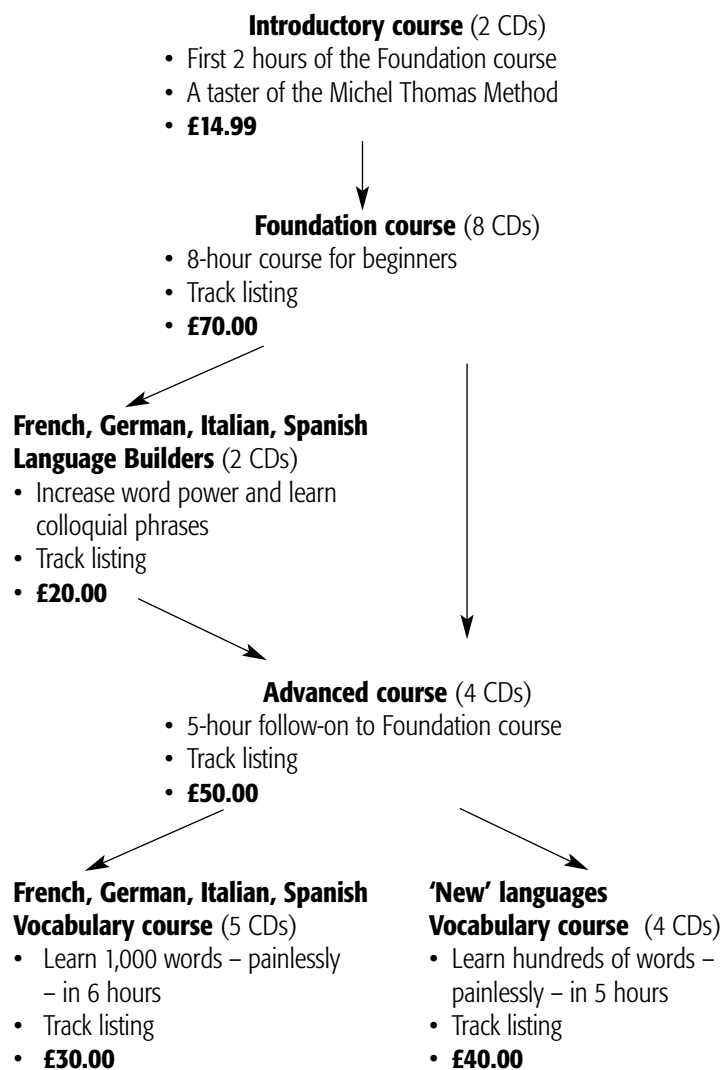 Introductory course (2 CDs)
• First 2 hours of the Foundation course
• A taster of the Michel Thomas Method
• £14.99
Foundation course (8 CDs)
• 8-hour course for beginners
• Track listing
• £70.00
French, German, Italian, Spanish
Language Builders (2 CDs)
• Increase word power and learn
colloquial phrases
• Track listing
• £20.00
Advanced course (4 CDs)
• 5-hour follow-on to Foundation course
• Track listing
• £50.00
French, German, Italian, Spanish
Vocabulary course (5 CDs)
• Learn 1,000 words – painlessly
– in 6 hours
• Track listing
• £30.00
‘New’ languages
Vocabulary course (4 CDs)
• Learn hundreds of words –
painlessly – in 5 hours
• Track listing
• £40.00